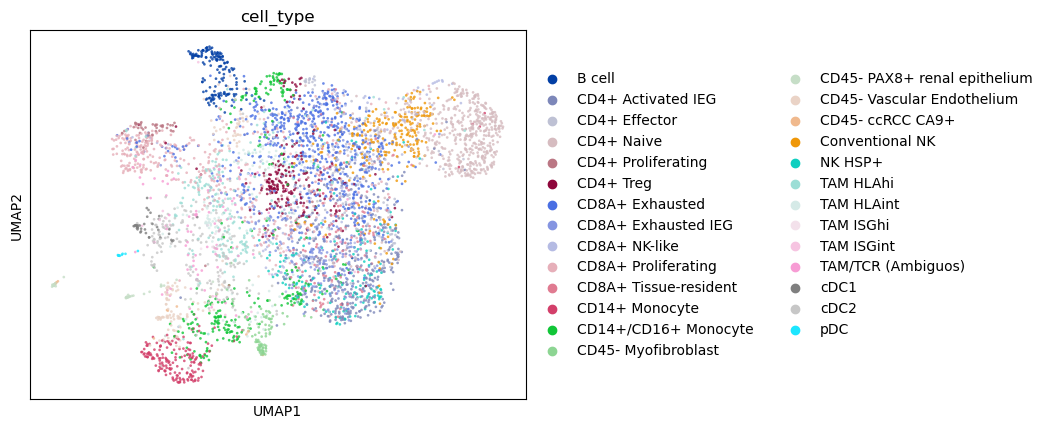 cell_type
UMAP2
UMAP1
B cell
CD4+ Activated IEG
CD4+ Effector
CD4+ Naive
CD4+ Proliferating
CD4+ Treg
CD8A+ Exhausted
CD8A+ Exhausted IEG
CD8A+ NK-like
CD8A+ Proliferating
CD8A+ Tissue-resident
CD14+ Monocyte
CD14+/CD16+ Monocyte
CD45- Myofibroblast
CD45- PAX8+ renal epithelium
CD45- Vascular Endothelium
CD45- ccRCC CA9+
Conventional NK
NK HSP+
TAM HLAhi
TAM HLAint
TAM ISGhi
TAM ISGint
TAM/TCR (Ambiguos)
cDC1
cDC2
pDC